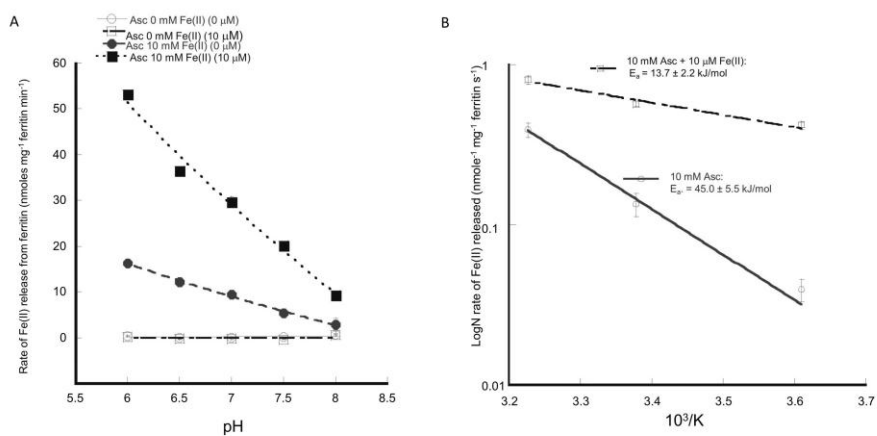 A
Asc 0 mM Fe(II) (0 μM)
Asc 0 mM Fe(II) (10 μM)
Asc 10 mM Fe(II) (0 μM)
Asc 10 mM Fe(II) (10 μM)
Rate of Fe(II) release from ferritin (nmoles mg⁻¹ ferritin min⁻¹)
60
50
40
30
20
10
0
5.5 6 6.5 7 7.5 8 8.5
pH
B
LogN rate of Fe(II) released (nmole⁻¹ mg⁻¹ ferritin s⁻¹)
1
0.1
0.01
10 mM Asc + 10 μM Fe(II):
Eₐ = 13.7 ± 2.2 kJ/mol
10 mM Asc:
Eₐ. = 45.0 ± 5.5 kJ/mol
3.2 3.3 3.4 3.5 3.6 3.7
10³/K